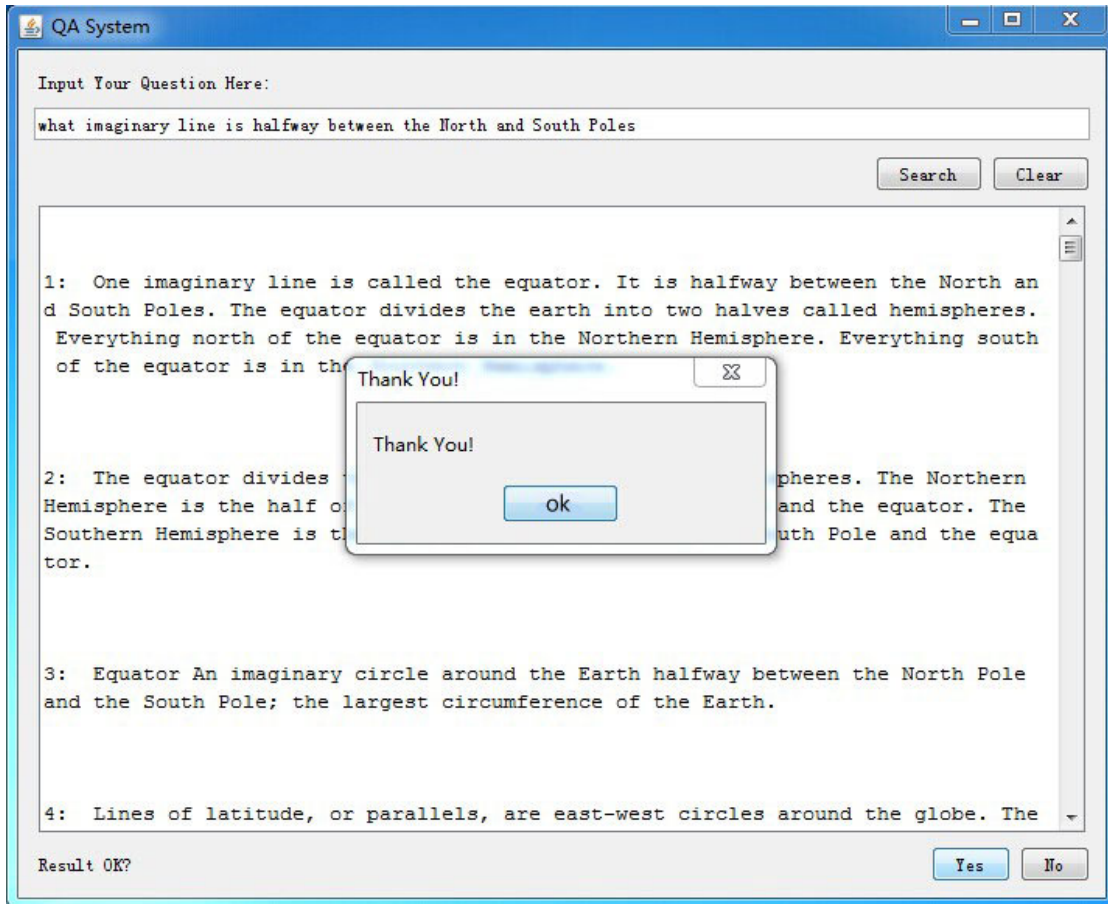 QA System
Input Your Question Here:
what imaginary line is halfway between the North and South Poles
Search Clear
1: One imaginary line is called the equator. It is halfway between the North an
d South Poles. The equator divides the earth into two halves called hemispheres.
Everything north of the equator is in the Northern Hemisphere. Everything south
of the equator is in the
Thank You!
Thank You!
ok
2: The equator divides pheres. The Northern
Hemisphere is the half o and the equator. The
Southern Hemisphere is t uth Pole and the equa
tor.
3: Equator An imaginary circle around the Earth halfway between the North Pole
and the South Pole; the largest circumference of the Earth.
4: Lines of latitude, or parallels, are east-west circles around the globe. The
Result OK? Yes No